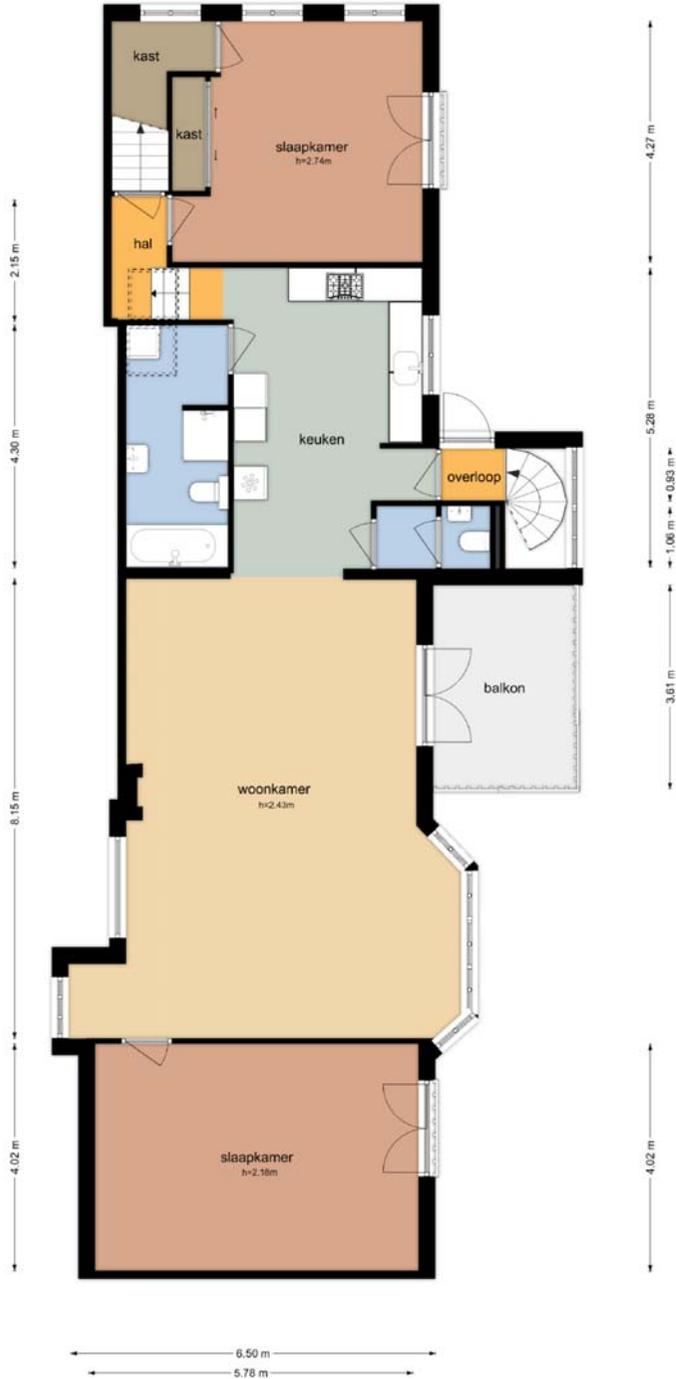 kast
kast
slaapkamer
h=2.74m
4.27 m
hal
2.15 m
keuken
4.30 m
5.28 m
overloop
0.93 m
1.06 m
balkon
3.61 m
woonkamer
h=2.43m
8.15 m
slaapkamer
h=2.18m
4.02 m
4.02 m
6.50 m
5.78 m